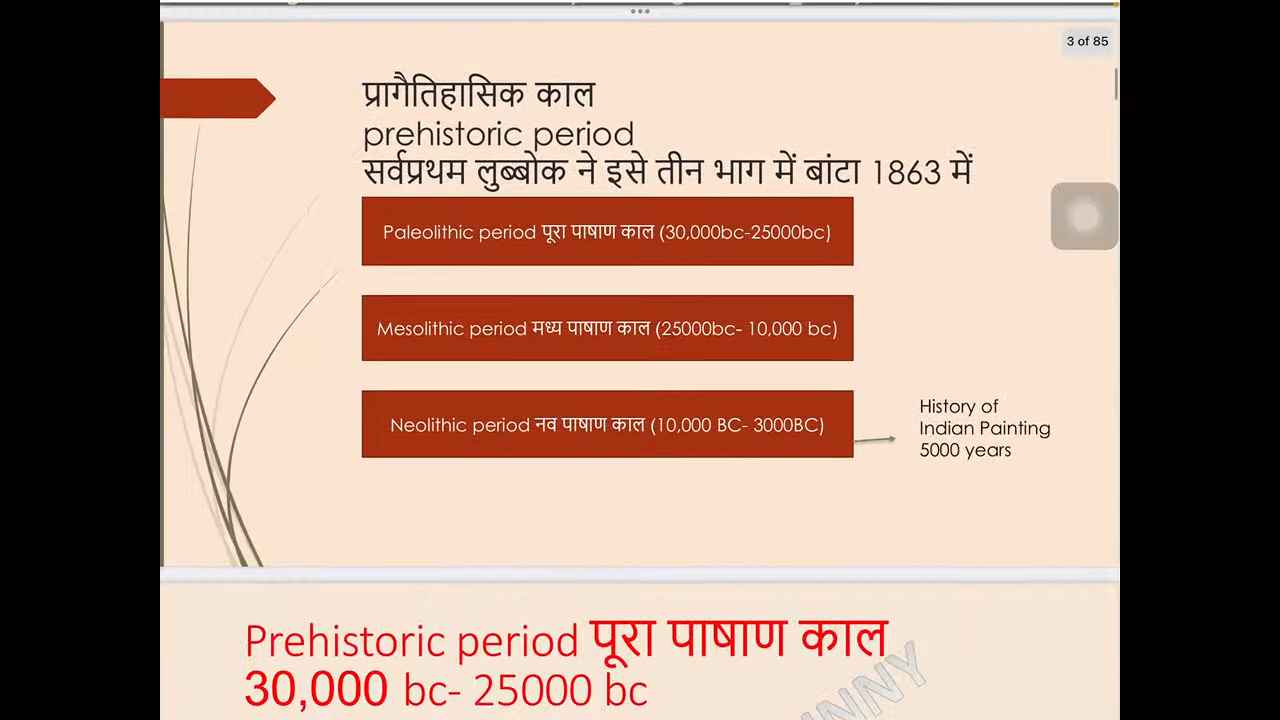 3 of 85
प्रागैतिहासिक काल
prehistoric period
सर्वप्रथम लुब्बोक ने इसे तीन भाग में बांटा 1863 में
Paleolithic period पूरा पाषाण काल (30,000bc-25000bc)
Mesolithic period मध्य पाषाण काल (25000bc- 10,000 bc)
Neolithic period नव पाषाण काल (10,000 BC- 3000BC)
History of
Indian Painting
5000 years
Prehistoric period पूरा पाषाण काल
30,000 bc- 25000 bc